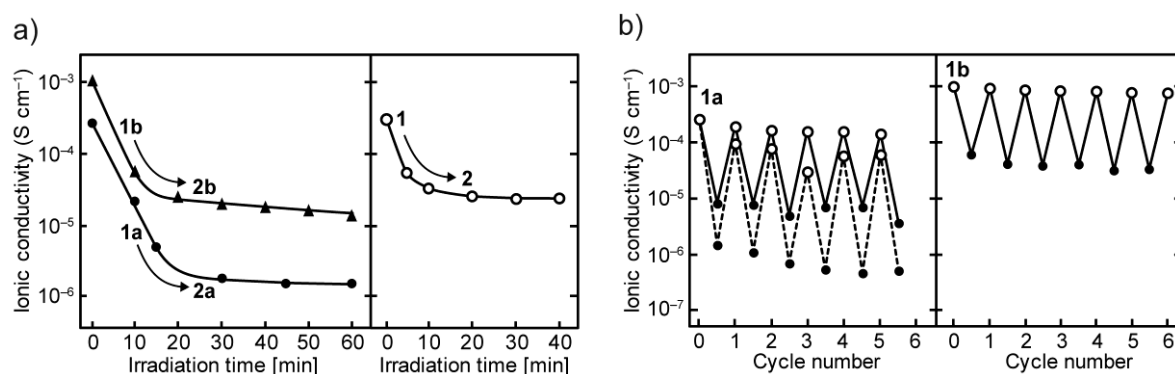 a)
Ionic conductivity (S cm⁻¹)
10⁻³
10⁻⁴
10⁻⁵
10⁻⁶
1b
2b
1a
2a
0 10 20 30 40 50 60
Irradiation time [min]
1
2
0 10 20 30 40
Irradiation time [min]
b)
Ionic conductivity (S cm⁻¹)
10⁻³
10⁻⁴
10⁻⁵
10⁻⁶
10⁻⁷
1a
0 1 2 3 4 5
Cycle number
1b
0 1 2 3 4 5 6
Cycle number